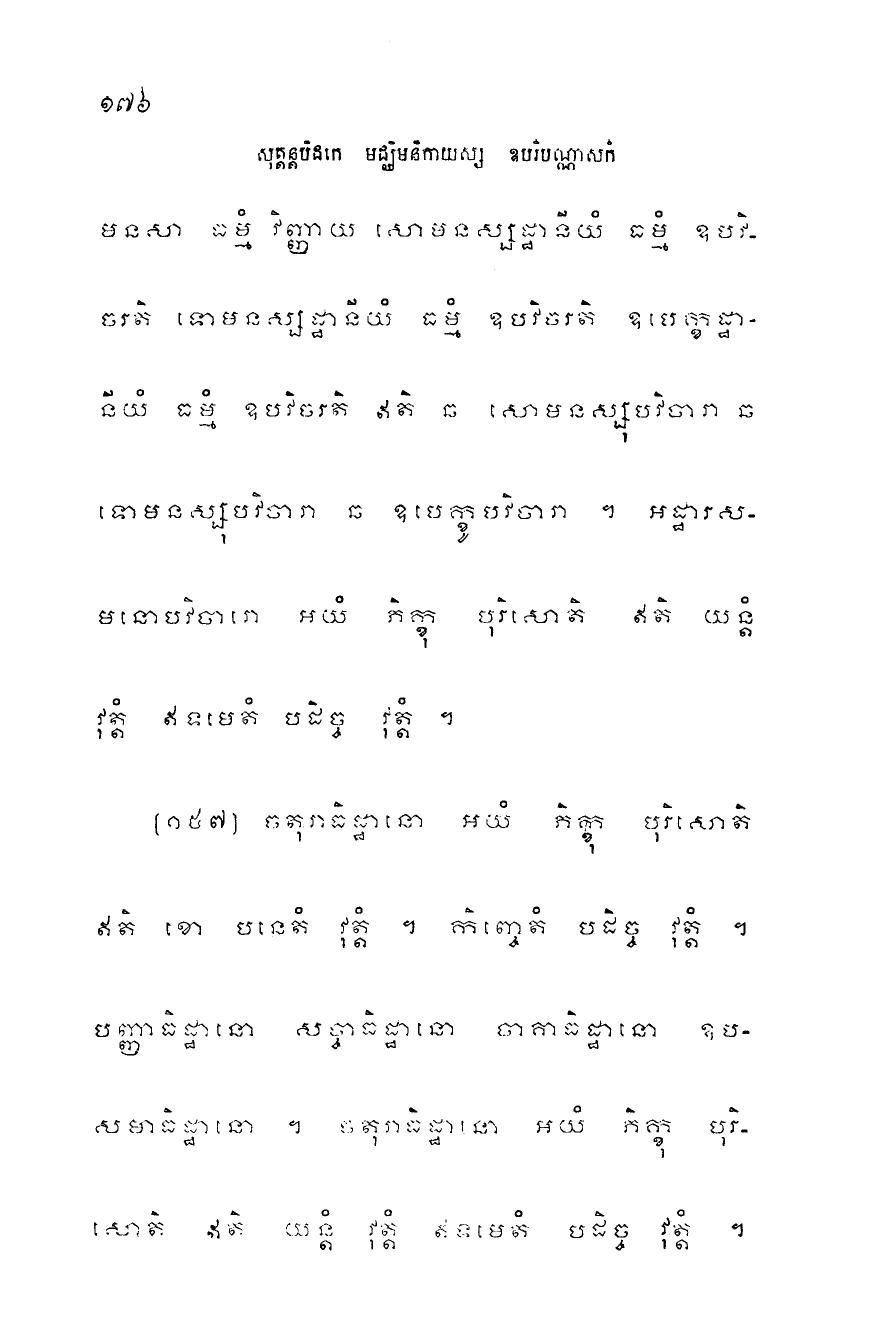 ១៧៦
សុត្តន្តបិដកេ មជ្ឈិមនិកាយស្ស ឧបរិបណ្ណាសកំ
មនសា ធម្មំ វិញ្ញាយ សោមនស្សដ្ឋានីយំ ធម្មំ ឧបវិ-
ចរតិ ទោមនស្សដ្ឋានីយំ ធម្មំ ឧបវិចរតិ ឧបេក្ខដ្ឋា-
នីយំ ធម្មំ ឧបវិចរតិ ឥតិ ឆ សោមនស្សុបវិចារា ឆ
ទោមនស្សុបវិចារា ឆ ឧបេក្ខូបវិចារា ។ អដ្ឋារស-
មនោបវិចារោ អយំ ភិក្ខុ បុរិសោតិ ឥតិ យន្តំ
វុត្តំ ឥទមេតំ បដិច្ច វុត្តំ ។
(១៥៧) ចតុរាធិដ្ឋានោ អយំ ភិក្ខុ បុរិសោតិ
ឥតិ ខោ បនេតំ វុត្តំ ។ កិញ្ចេតំ បដិច្ច វុត្តំ ។
បញ្ញាធិដ្ឋានោ សច្ចាធិដ្ឋានោ ចាគាធិដ្ឋានោ ឧប-
សមាធិដ្ឋានោ ។ ចតុរាធិដ្ឋានោ អយំ ភិក្ខុ បុរិ-
សោតិ ឥតិ យន្តំ វុត្តំ ឥទមេតំ បដិច្ច វុត្តំ ។